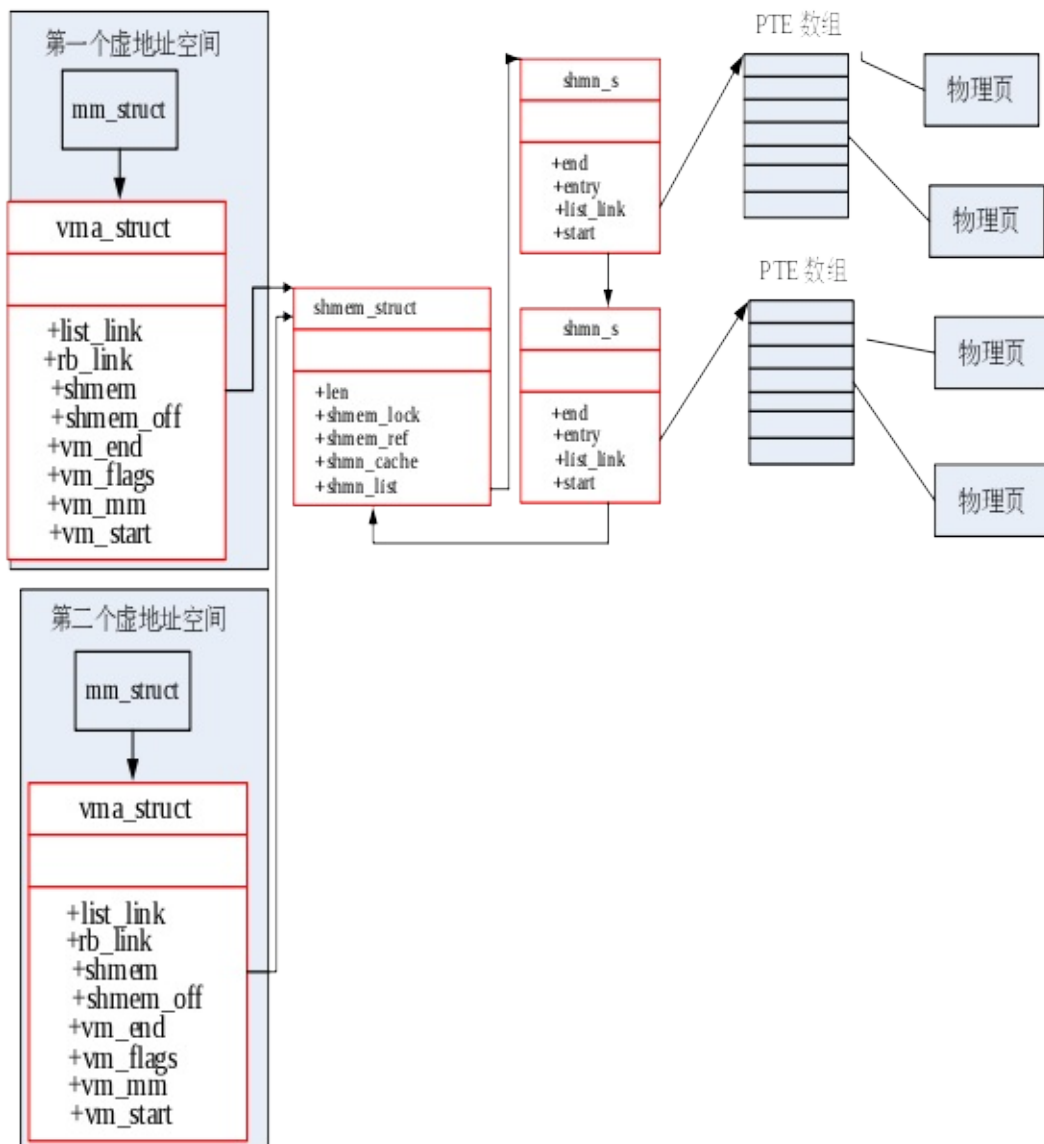 第一个虚地址空间
mm_struct
vma_struct
+list_link
+rb_link
+shmem
+shmem_off
+vm_end
+vm_flags
+vm_mm
+vm_start
第二个虚地址空间
mm_struct
vma_struct
+list_link
+rb_link
+shmem
+shmem_off
+vm_end
+vm_flags
+vm_mm
+vm_start
shmem_struct
+len
+shmem_lock
+shmem_ref
+shmn_cache
+shmn_list
shmn_s
+end
+entry
+list_link
+start
shmn_s
+end
+entry
+list_link
+start
PTE 数组
PTE 数组
物理页
物理页
物理页
物理页